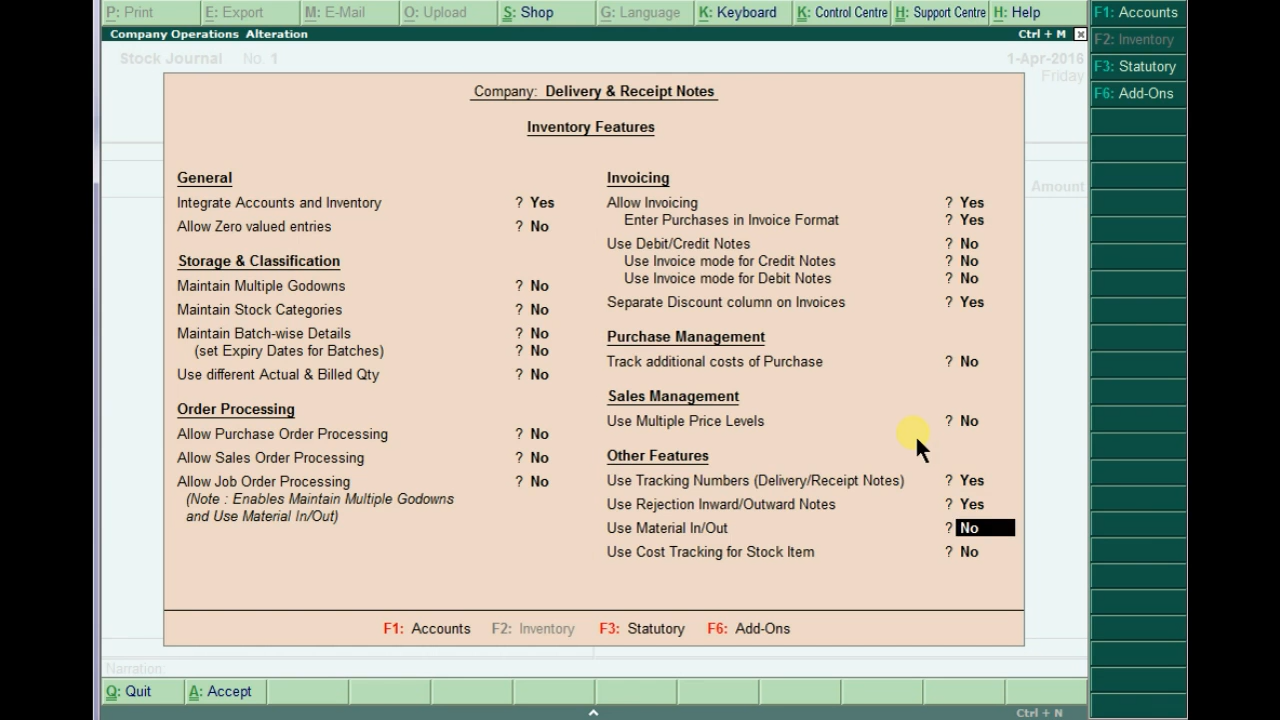 P: Print E: Export M: E-Mail O: Upload S: Shop G: Language K: Keyboard K: Control Centre H: Support Centre H: Help
F1: Accounts
F2: Inventory
F3: Statutory
F6: Add-Ons
Company Operations Alteration Ctrl + M x
Stock Journal No. 1 1-Apr-2016
Friday
Amount
Company: Delivery & Receipt Notes
Inventory Features
General
Integrate Accounts and Inventory ? Yes
Allow Zero valued entries ? No
Storage & Classification
Maintain Multiple Godowns ? No
Maintain Stock Categories ? No
Maintain Batch-wise Details ? No
(set Expiry Dates for Batches) ? No
Use different Actual & Billed Qty ? No
Order Processing
Allow Purchase Order Processing ? No
Allow Sales Order Processing ? No
Allow Job Order Processing ? No
(Note : Enables Maintain Multiple Godowns
and Use Material In/Out)
Invoicing
Allow Invoicing ? Yes
Enter Purchases in Invoice Format ? Yes
Use Debit/Credit Notes ? No
Use Invoice mode for Credit Notes ? No
Use Invoice mode for Debit Notes ? No
Separate Discount column on Invoices ? Yes
Purchase Management
Track additional costs of Purchase ? No
Sales Management
Use Multiple Price Levels ? No
Other Features
Use Tracking Numbers (Delivery/Receipt Notes) ? Yes
Use Rejection Inward/Outward Notes ? Yes
Use Material In/Out ? No
Use Cost Tracking for Stock Item ? No
F1: Accounts F2: Inventory F3: Statutory F6: Add-Ons
Narration:
Q: Quit A: Accept
Ctrl + N